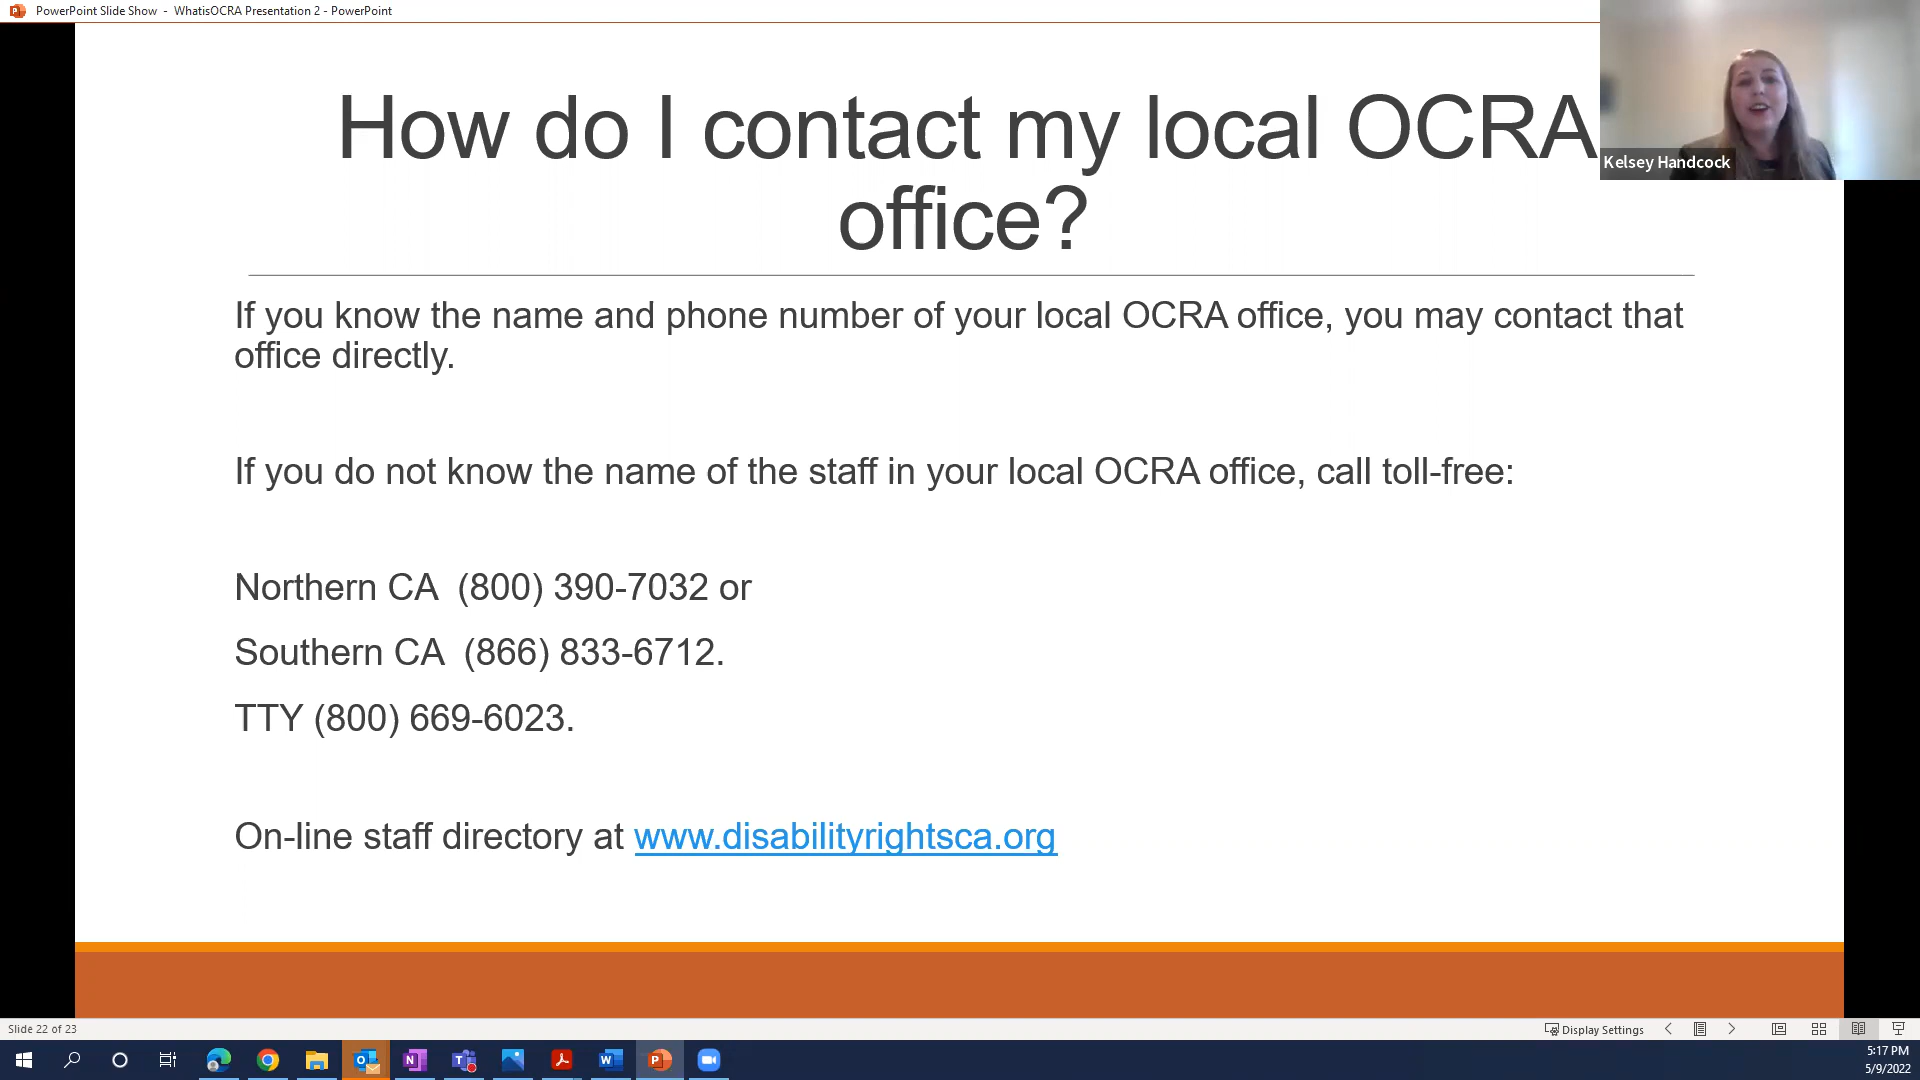 PowerPoint Slide Show - WhatisOCRA Presentation 2 - PowerPoint
How do I contact my local OCRA
office?
Kelsey Handcock
If you know the name and phone number of your local OCRA office, you may contact that
office directly.
If you do not know the name of the staff in your local OCRA office, call toll-free:
Northern CA (800) 390-7032 or
Southern CA (866) 833-6712.
TTY (800) 669-6023.
On-line staff directory at www.disabilityrightsca.org
Slide 22 of 23
Display Settings
5:17 PM
5/9/2022